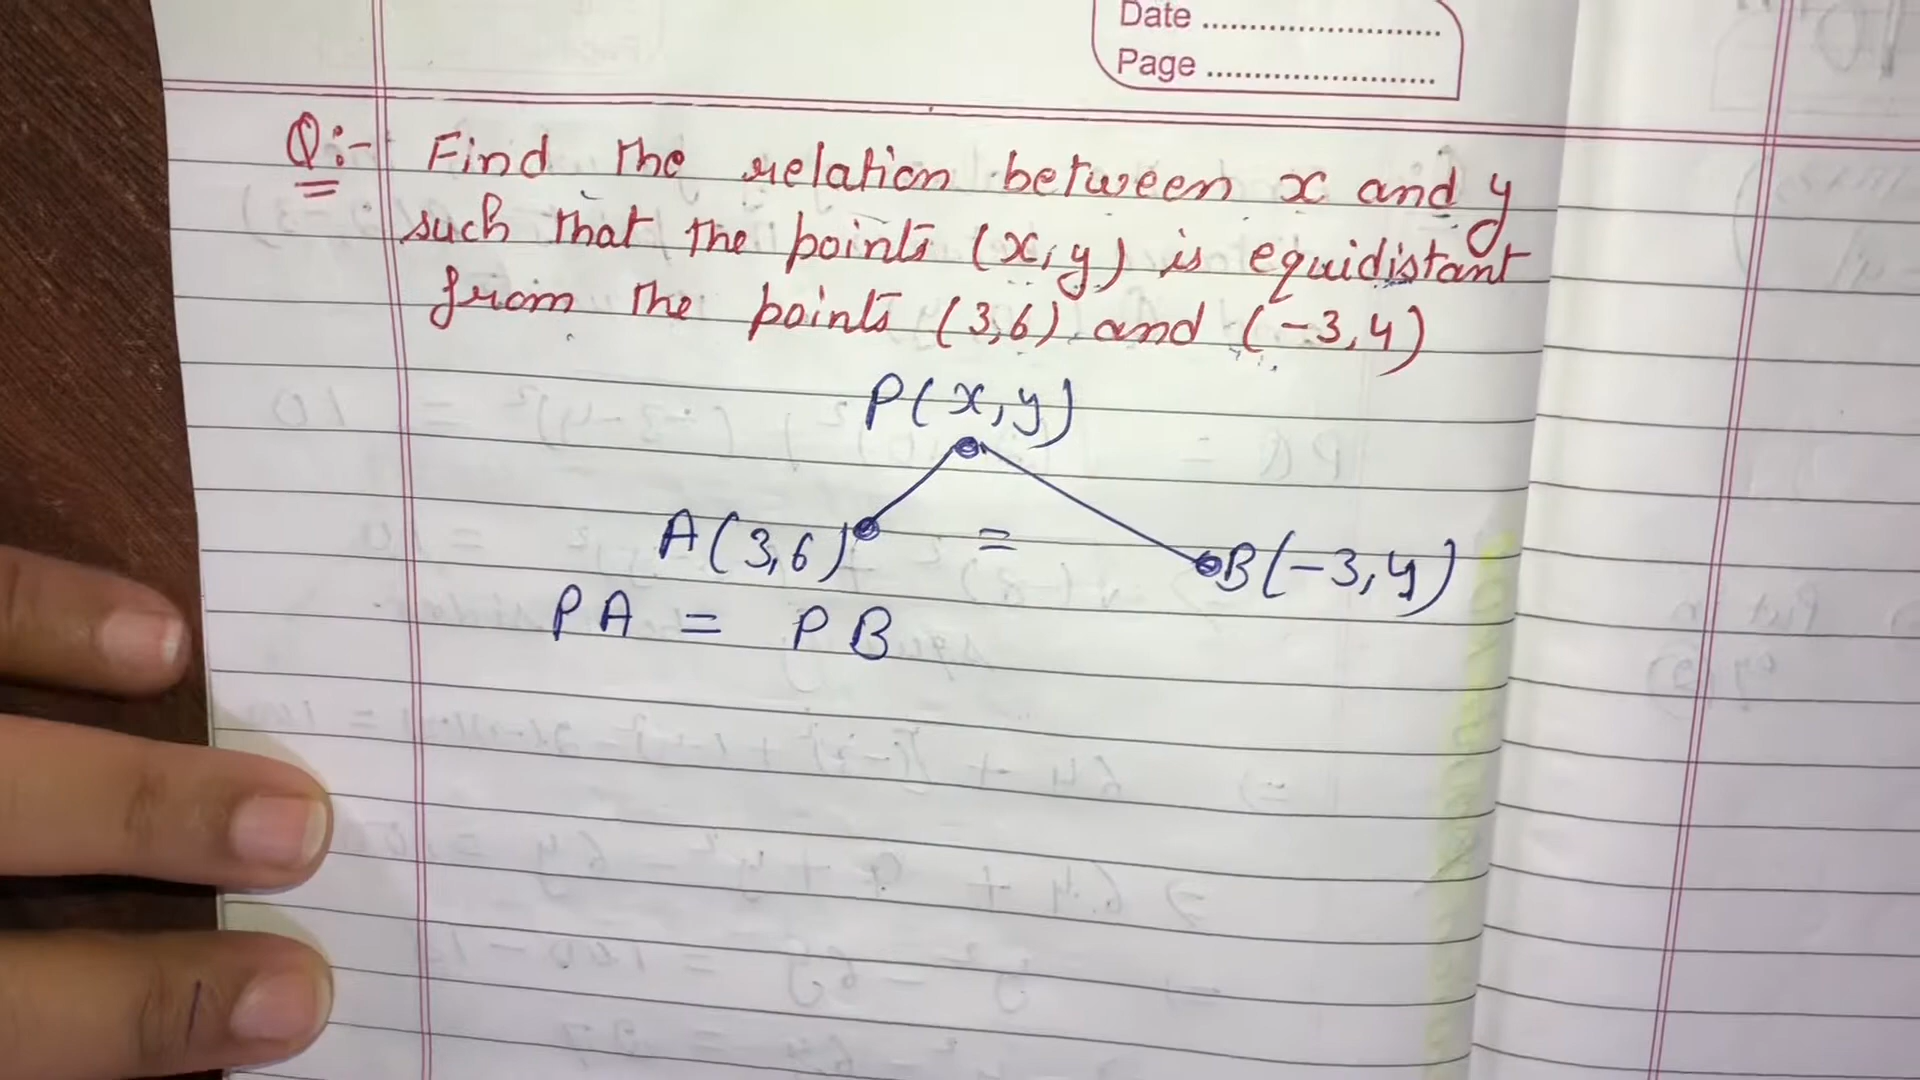 Date
Page
Q:- Find the relation between x and y
such that the points (x,y) is equidistant
from the points (3,6) and (-3,4)
P(x,y)
A(3,6) = B(-3,4)
PA = PB